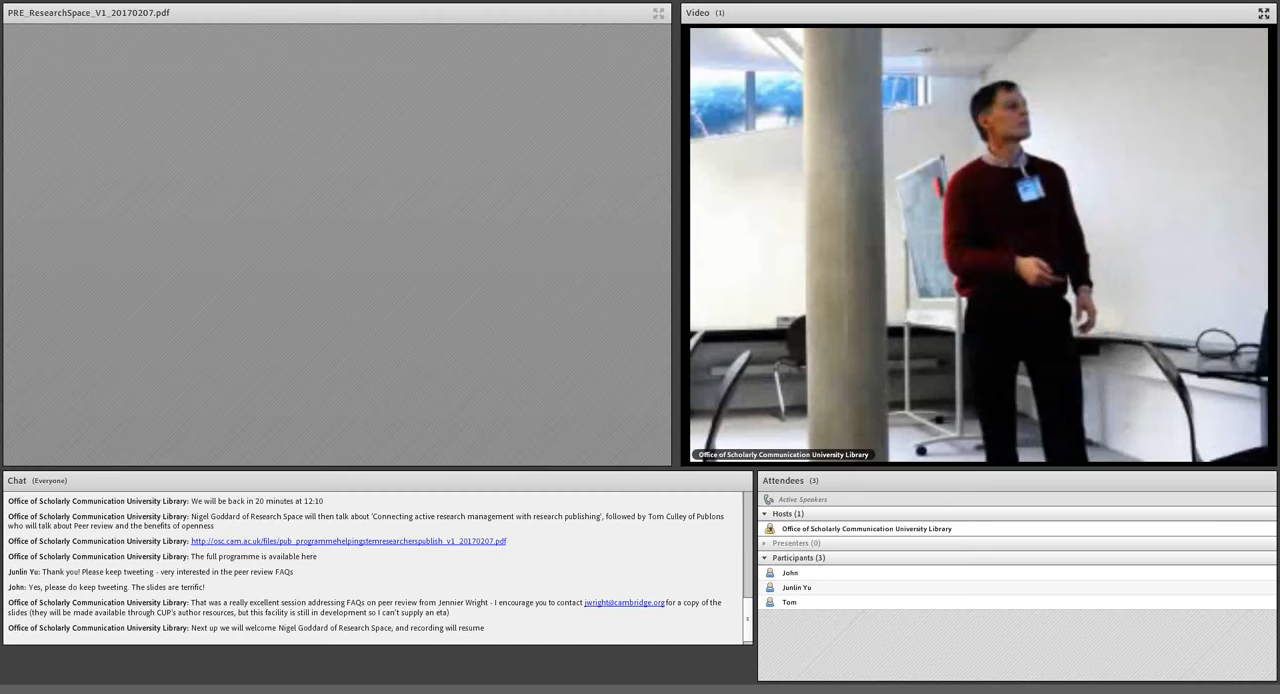 PRE_ResearchSpace_V1_20170207.pdf
Video (1)
Office of Scholarly Communication University Library
Chat (Everyone)
Office of Scholarly Communication University Library: We will be back in 20 minutes at 12:10
Office of Scholarly Communication University Library: Nigel Goddard of Research Space will then talk about 'Connecting active research management with research publishing', followed by Tom Culley of Publons
who will talk about Peer review and the benefits of openness
Office of Scholarly Communication University Library: http://osc.cam.ac.uk/files/pub_programmehelpingstemresearcherspublish_v1_20170207.pdf
Office of Scholarly Communication University Library: The full programme is available here
Junlin Yu: Thank you! Please keep tweeting - very interested in the peer review FAQs
John: Yes, please do keep tweeting. The slides are terrific!
Office of Scholarly Communication University Library: That was a really excellent session addressing FAQs on peer review from Jennier Wright - I encourage you to contact jwright@cambridge.org for a copy of the
slides (they will be made available through CUP's author resources, but this facility is still in development so I can't supply an eta)
Office of Scholarly Communication University Library: Next up we will welcome Nigel Goddard of Research Space, and recording will resume
Attendees (3)
Active Speakers
Hosts (1)
Office of Scholarly Communication University Library
Presenters (0)
Participants (3)
John
Junlin Yu
Tom